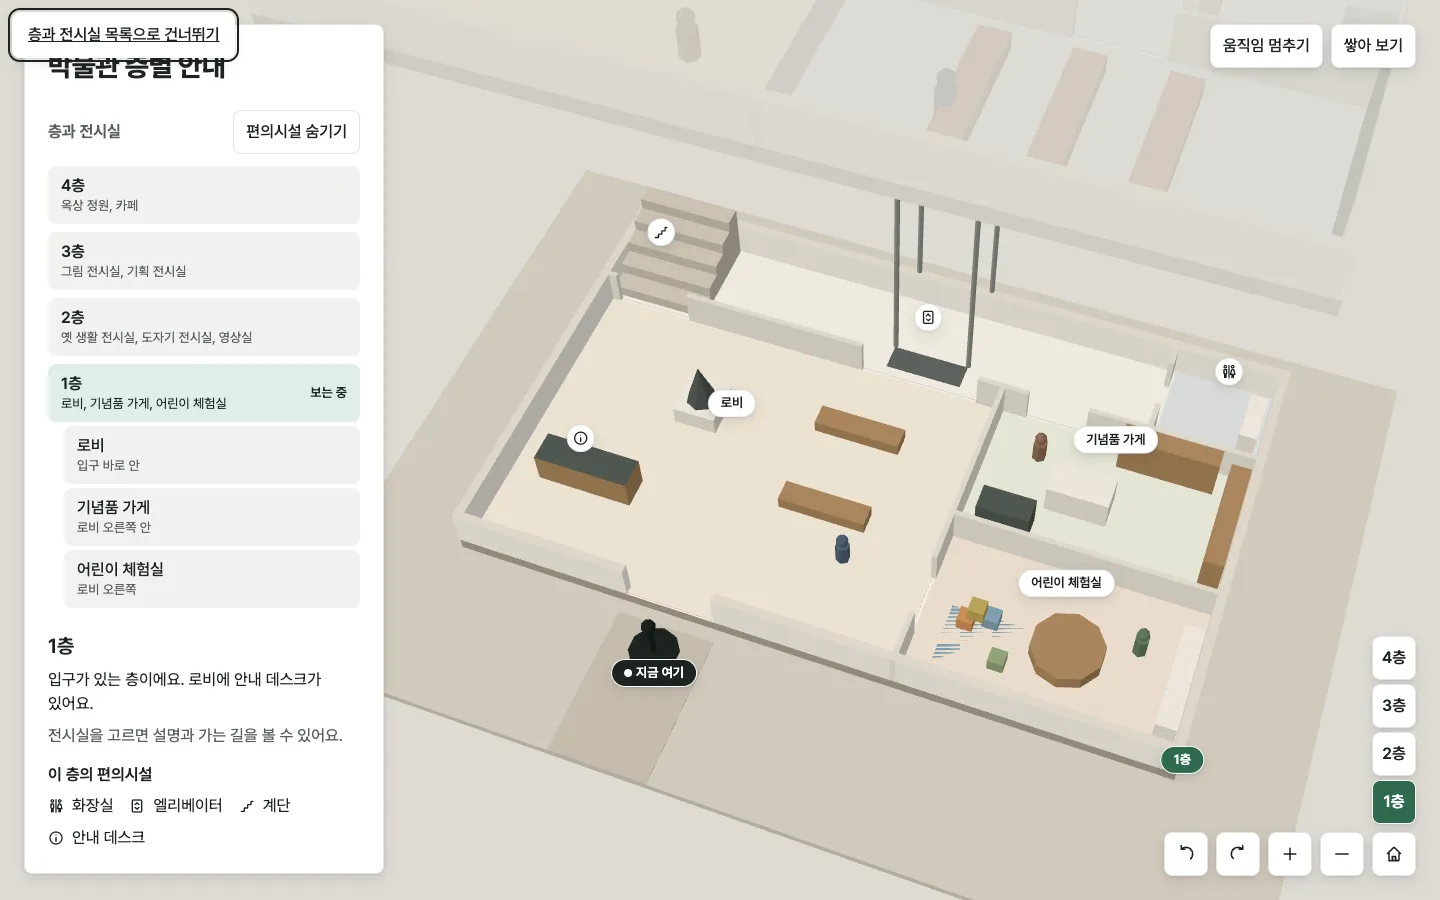 층과 전시실 목록으로 건너뛰기
박물관 층별 안내
층과 전시실
편의시설 숨기기
4층
옥상 정원, 카페
3층
그림 전시실, 기획 전시실
2층
옛 생활 전시실, 도자기 전시실, 영상실
1층
로비, 기념품 가게, 어린이 체험실
보는 중
로비
입구 바로 안
기념품 가게
로비 오른쪽 안
어린이 체험실
로비 오른쪽
1층
입구가 있는 층이에요. 로비에 안내 데스크가
있어요.
전시실을 고르면 설명과 가는 길을 볼 수 있어요.
이 층의 편의시설
화장실
엘리베이터
계단
안내 데스크
움직임 멈추기
쌓아 보기
로비
기념품 가게
어린이 체험실
지금 여기
1층
4층
3층
2층
1층